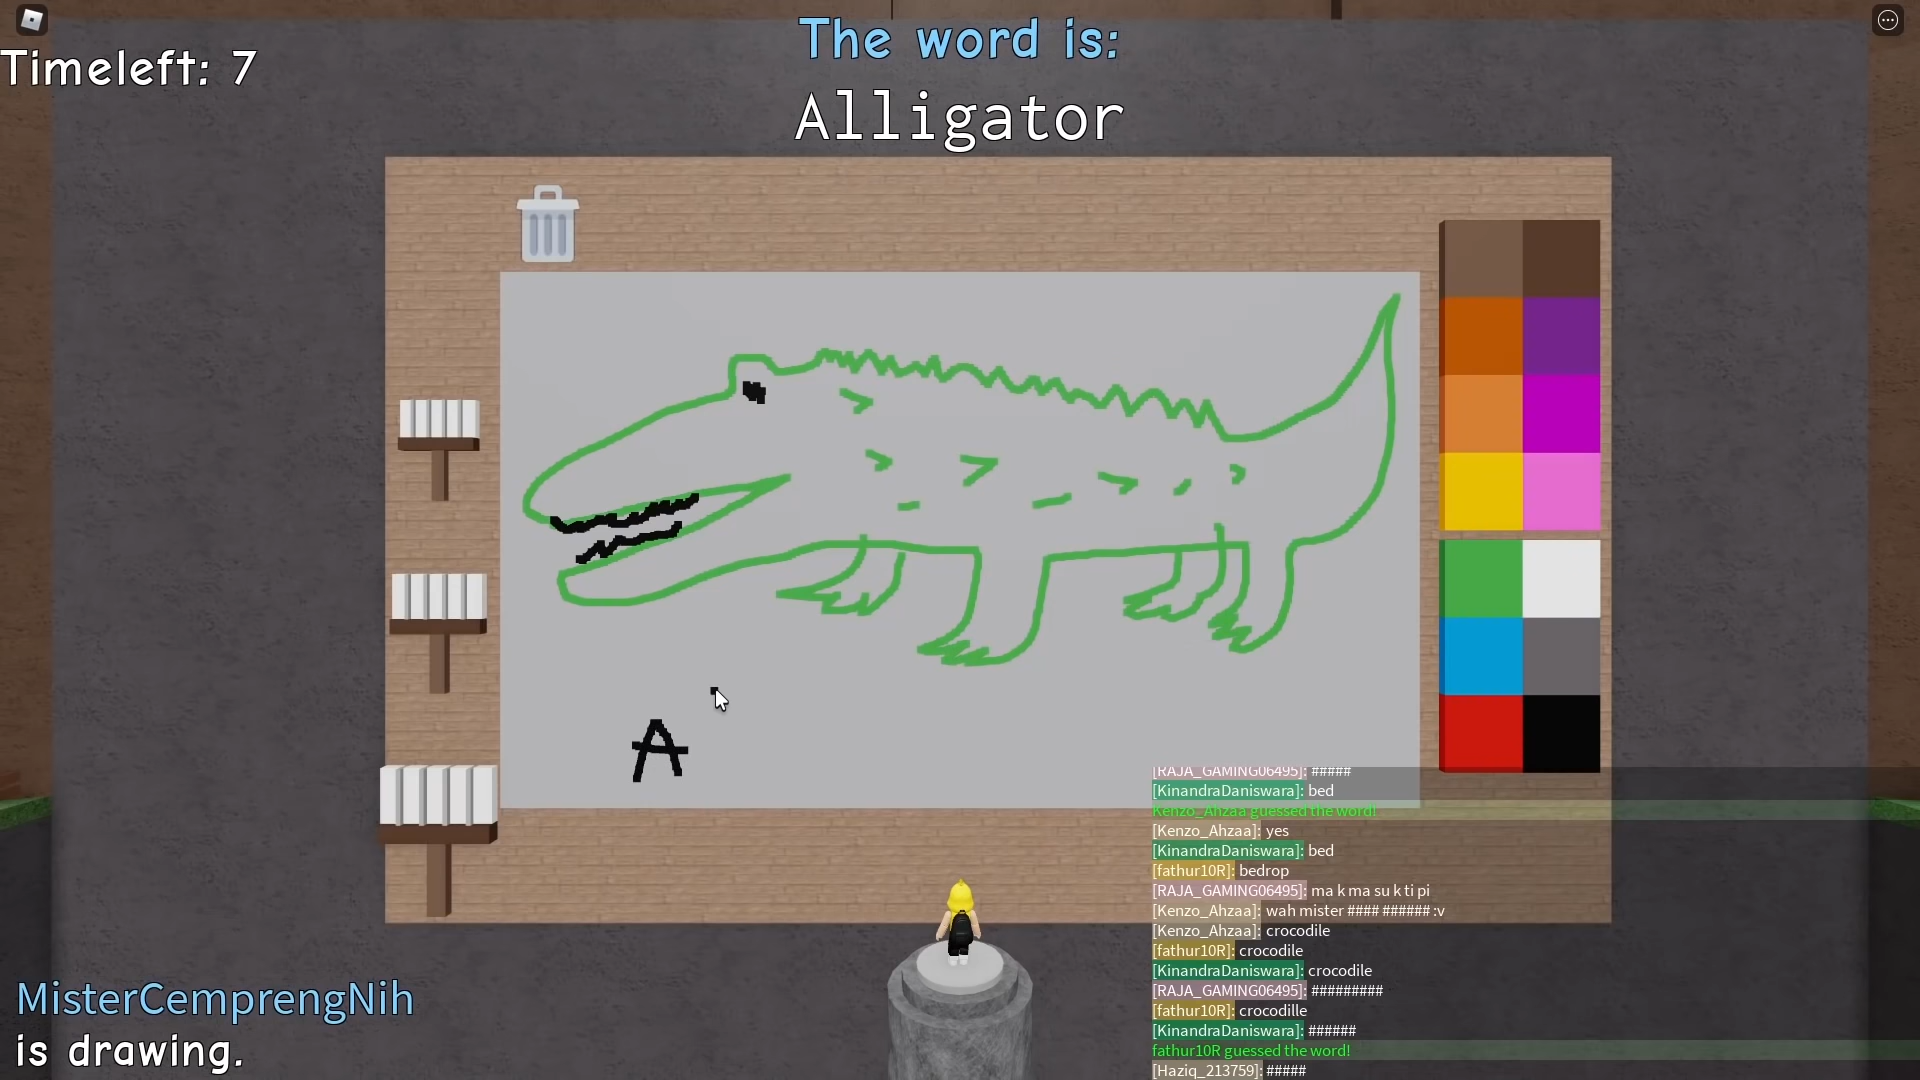 The word is:
Timeleft: 7
Alligator
A
[RAJA_GAMING06495]: #####
[KinandraDaniswara]: bed
Kenzo_Ahzaa guessed the word!
[Kenzo_Ahzaa]: yes
[KinandraDaniswara]: bed
[fathur10R]: bedrop
[RAJA_GAMING06495]: ma k ma su k ti pi
[Kenzo_Ahzaa]: wah mister #### ###### :v
[Kenzo_Ahzaa]: crocodile
[fathur10R]: crocodile
[KinandraDaniswara]: crocodile
[RAJA_GAMING06495]: #########
[fathur10R]: crocodille
[KinandraDaniswara]: ######
fathur10R guessed the word!
[Haziq_213759]: #####
MisterCemprengNih
is drawing.